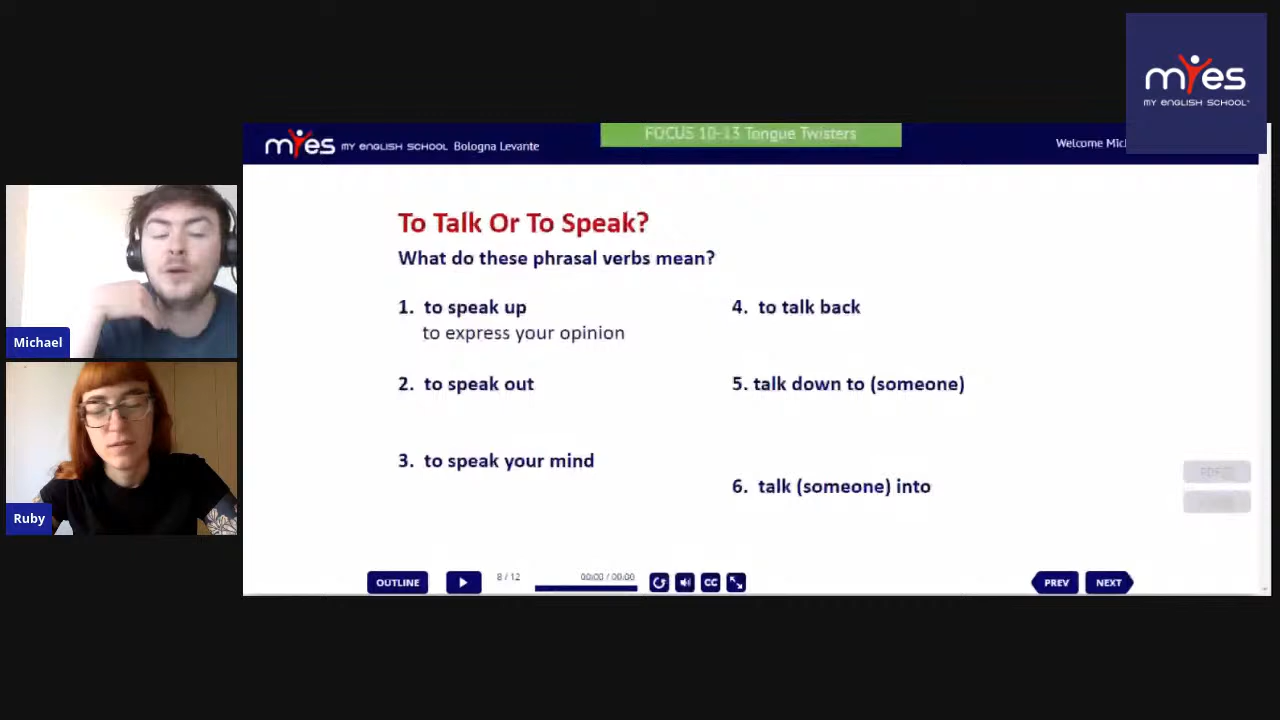 myes
MY ENGLISH SCHOOL
myes MY ENGLISH SCHOOL Bologna Levante
FOCUS 10-13 Tongue Twisters
Welcome
To Talk Or To Speak?
What do these phrasal verbs mean?
1. to speak up
to express your opinion
2. to speak out
3. to speak your mind
4. to talk back
5. talk down to (someone)
6. talk (someone) into
Michael
Ruby
OUTLINE
8 / 12
00:00 / 00:00
CC
PREV
NEXT